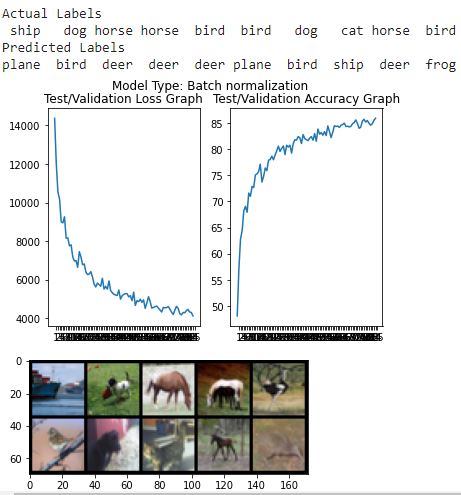 Actual Labels
ship dog horse horse bird bird dog cat horse bird
Predicted Labels
plane bird deer deer deer plane bird ship deer frog
Model Type: Batch normalization
Test/Validation Loss Graph Test/Validation Accuracy Graph
14000
12000
10000
8000
6000
4000
85
80
75
70
65
60
55
50
0
20
40
60
0 20 40 60 80 100 120 140 160